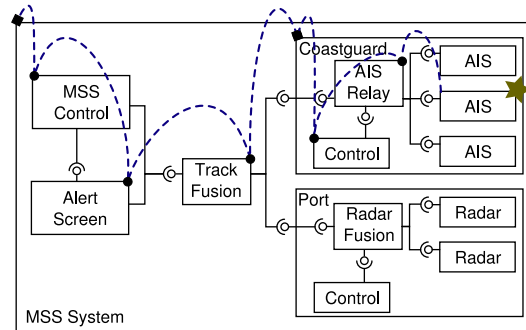 Coastguard
MSS
Control
AIS
Relay
AIS
AIS
AIS
Control
Alert
Screen
Track
Fusion
Port
Radar
Fusion
Radar
Radar
Control
MSS System